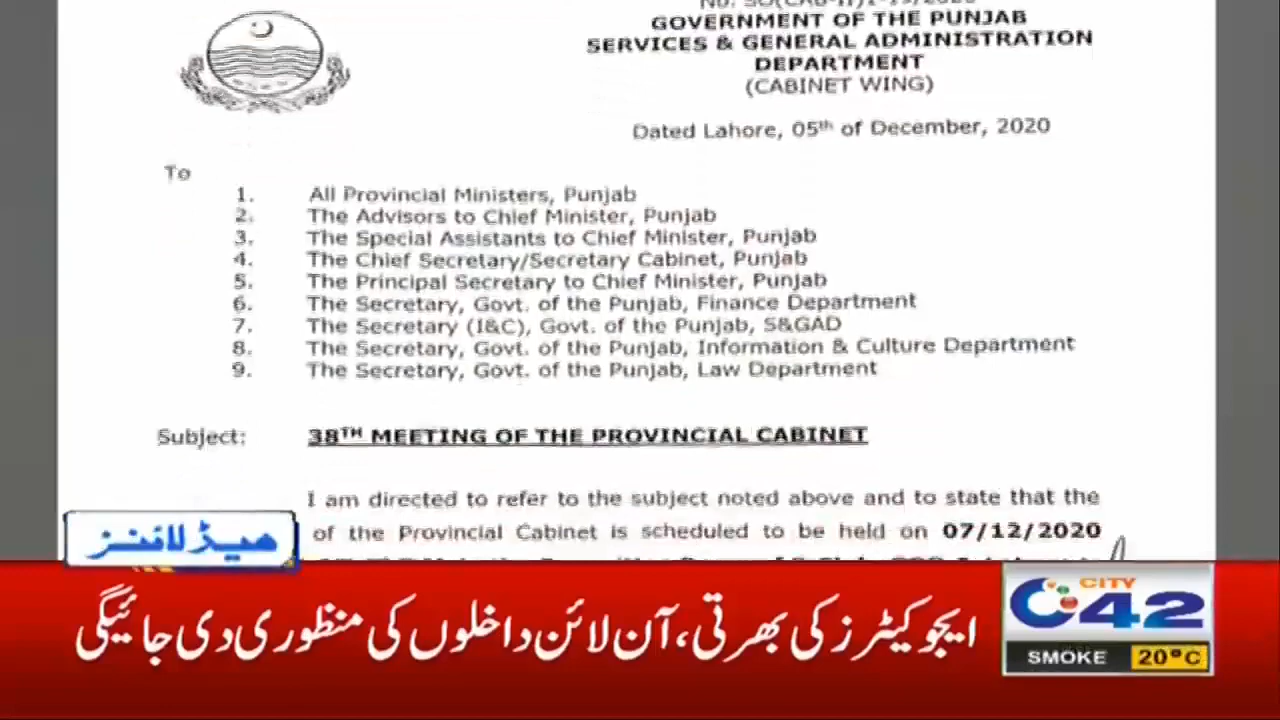 GOVERNMENT OF THE PUNJAB
SERVICES & GENERAL ADMINISTRATION
DEPARTMENT
(CABINET WING)
Dated Lahore, 05th of December, 2020
To
1. All Provincial Ministers, Punjab
2. The Advisors to Chief Minister, Punjab
3. The Special Assistants to Chief Minister, Punjab
4. The Chief Secretary/Secretary Cabinet, Punjab
5. The Principal Secretary to Chief Minister, Punjab
6. The Secretary, Govt. of the Punjab, Finance Department
7. The Secretary (I&C), Govt. of the Punjab, S&GAD
8. The Secretary, Govt. of the Punjab, Information & Culture Department
9. The Secretary, Govt. of the Punjab, Law Department
Subject: 38TH MEETING OF THE PROVINCIAL CABINET
I am directed to refer to the subject noted above and to state that the
of the Provincial Cabinet is scheduled to be held on 07/12/2020
ہیڈلائنز
ایجوکیٹرز کی بھرتی، آن لائن داخلوں کی منظوری دی جائیگی
CITY
42
SMOKE 20°C